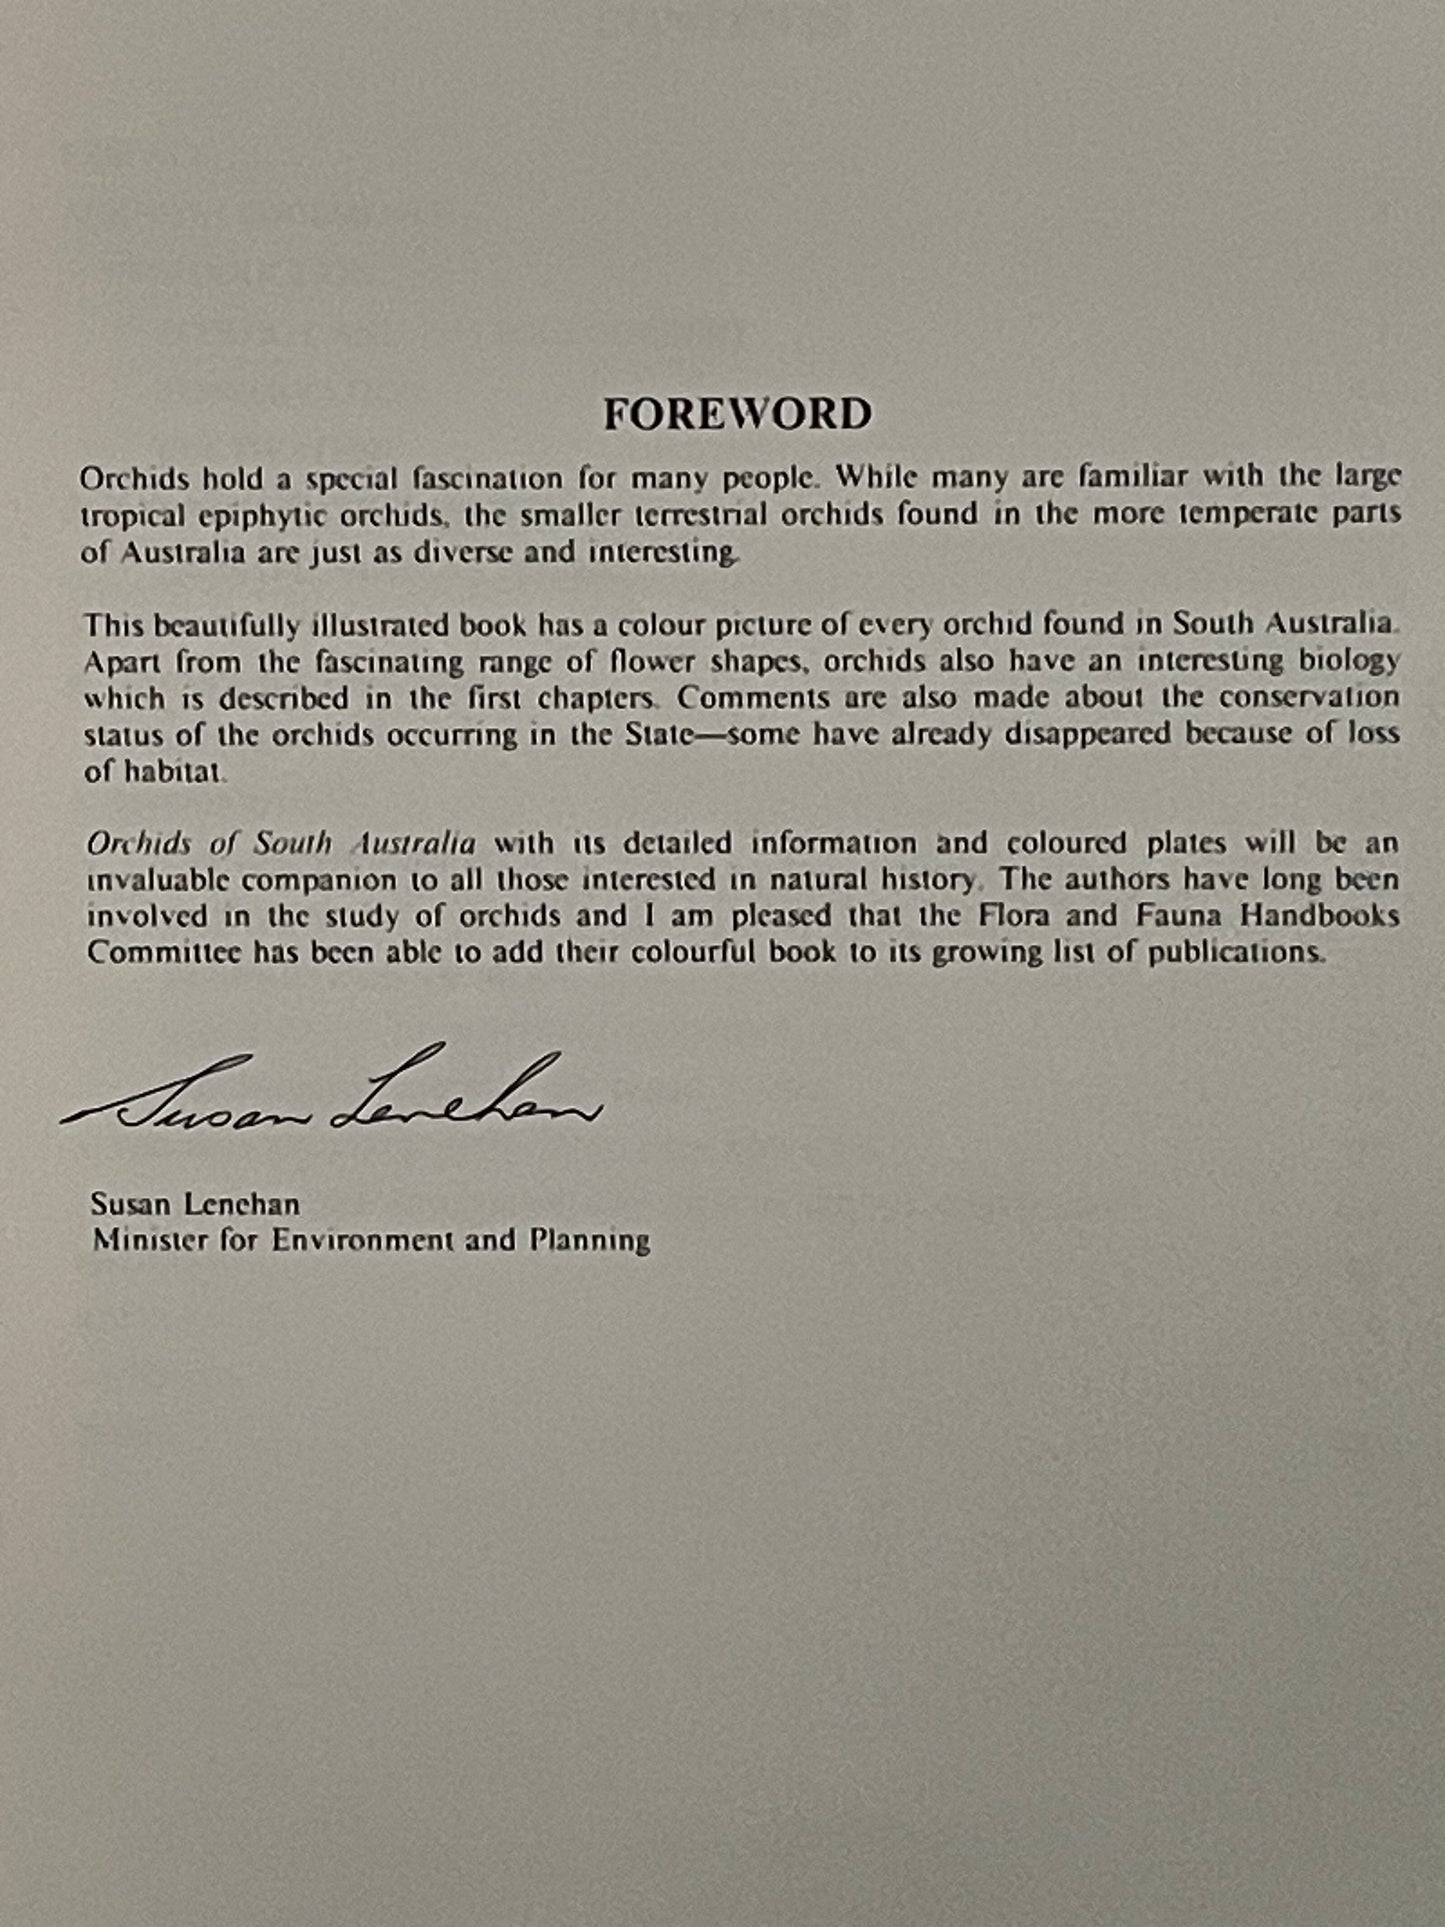 FOREWORD
Orchids hold a special fascination for many people. While many are familiar with the large
tropical epiphytic orchids, the smaller terrestrial orchids found in the more temperate parts
of Australia are just as diverse and interesting.
This beautifully illustrated book has a colour picture of every orchid found in South Australia.
Apart from the fascinating range of flower shapes, orchids also have an interesting biology
which is described in the first chapters. Comments are also made about the conservation
status of the orchids occurring in the State—some have already disappeared because of loss
of habitat.
Orchids of South Australia with its detailed information and coloured plates will be an
invaluable companion to all those interested in natural history. The authors have long been
involved in the study of orchids and I am pleased that the Flora and Fauna Handbooks
Committee has been able to add their colourful book to its growing list of publications.
Susan Lenehan
Susan Lenehan
Minister for Environment and Planning